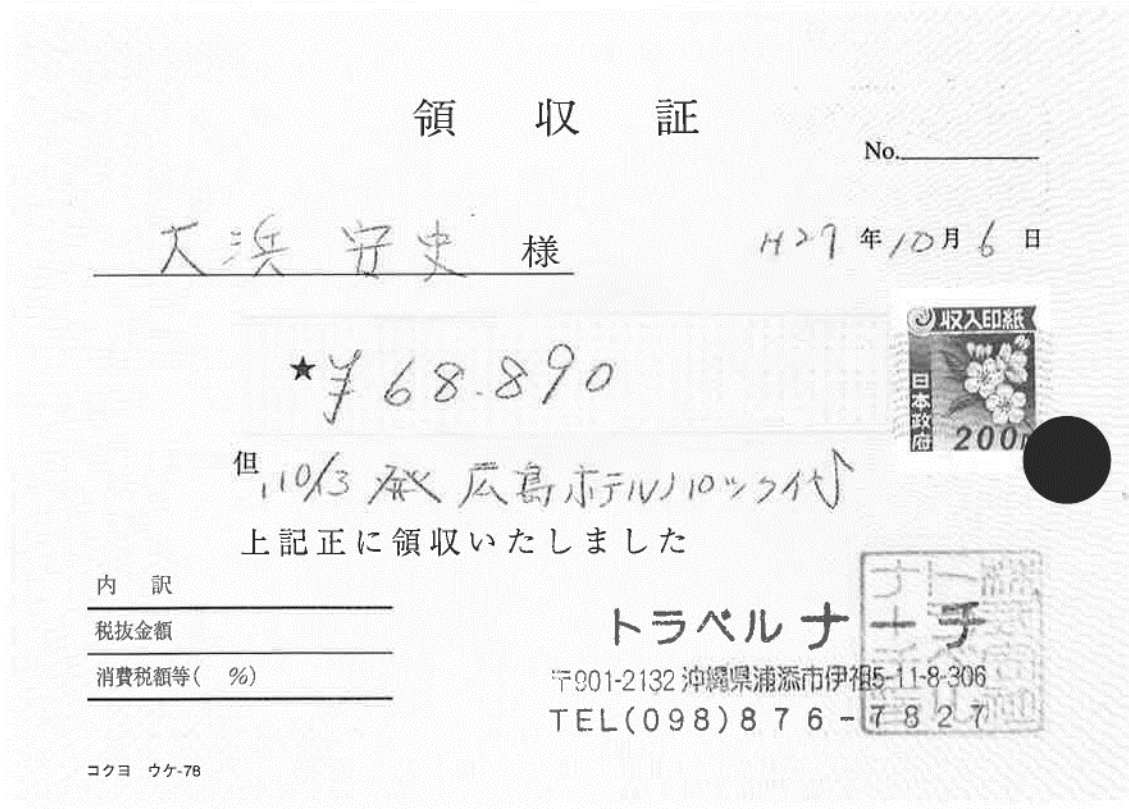 領収証
No.
大浜 安史 様
H29年10月6日
収入印紙
日本政府
200
★¥68.890
但 10/3発 広島ホテルパック代
上記正に領収いたしました
内 訳
税抜金額
消費税額等( %)
トラベルナーチ
〒901-2132 沖縄県浦添市伊祖5-11-8-306
TEL(098)876-7827
コクヨ ウケ-78